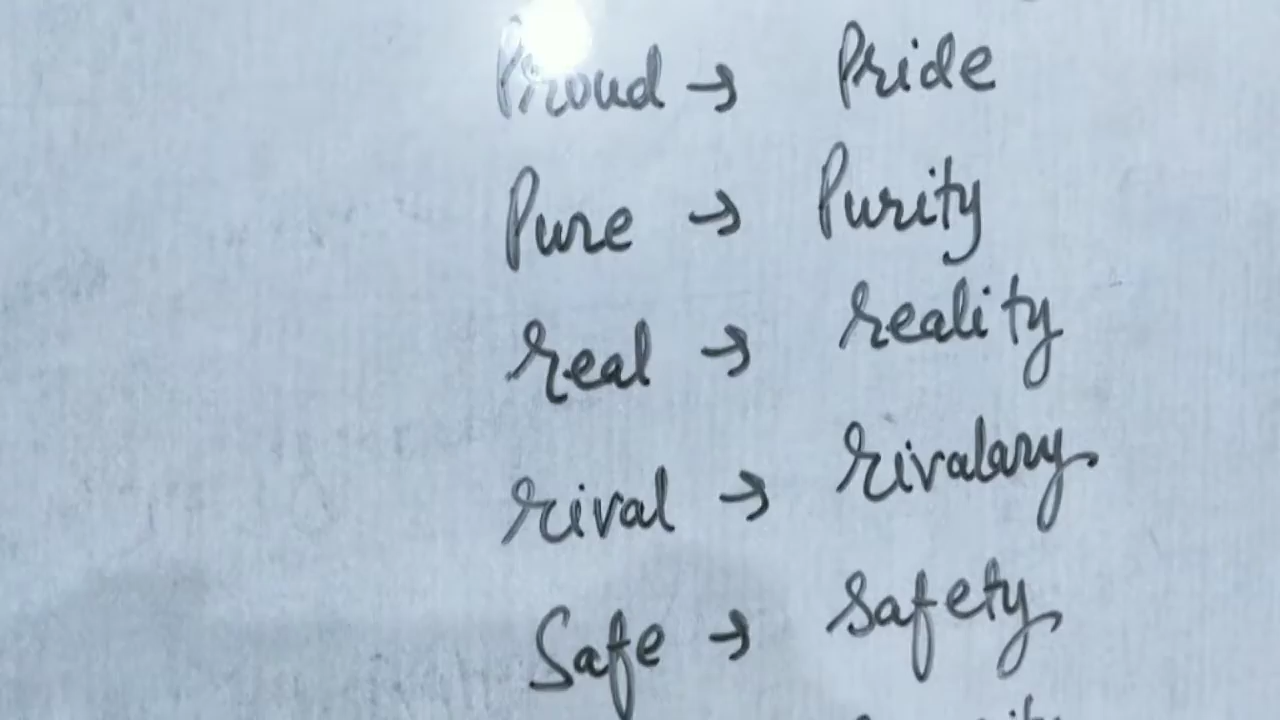 Proud → Pride
Pure → Purity
real → reality
rival → rivalary
Safe → Safety